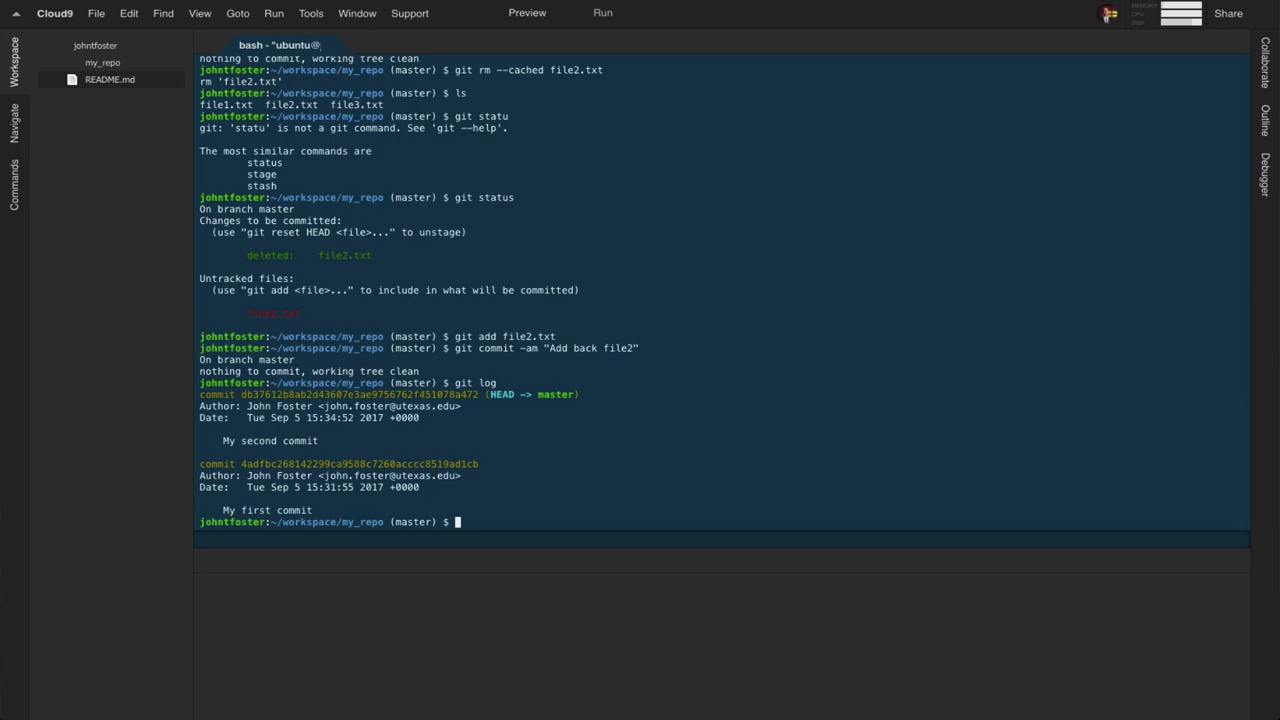 Cloud9 File Edit Find View Goto Run Tools Window Support Preview Run MEMORY CPU DISK Share
Workspace
Navigate
Commands
johntfoster
my_repo
README.md
bash - "ubuntu@
nothing to commit, working tree clean
johntfoster:~/workspace/my_repo (master) $ git rm --cached file2.txt
rm 'file2.txt'
johntfoster:~/workspace/my_repo (master) $ ls
file1.txt  file2.txt  file3.txt
johntfoster:~/workspace/my_repo (master) $ git statu
git: 'statu' is not a git command. See 'git --help'.
The most similar commands are
status
stage
stash
johntfoster:~/workspace/my_repo (master) $ git status
On branch master
Changes to be committed:
(use "git reset HEAD <file>..." to unstage)
deleted:    file2.txt
Untracked files:
(use "git add <file>..." to include in what will be committed)
file2.txt
johntfoster:~/workspace/my_repo (master) $ git add file2.txt
johntfoster:~/workspace/my_repo (master) $ git commit -am "Add back file2"
On branch master
nothing to commit, working tree clean
johntfoster:~/workspace/my_repo (master) $ git log
commit db37612b8ab2d43607e3ae9756762f451078a472 (HEAD -> master)
Author: John Foster <john.foster@utexas.edu>
Date:   Tue Sep 5 15:34:52 2017 +0000
My second commit
commit 4adfbc268142299ca9588c7260acccc8519ad1cb
Author: John Foster <john.foster@utexas.edu>
Date:   Tue Sep 5 15:31:55 2017 +0000
My first commit
johntfoster:~/workspace/my_repo (master) $
Collaborate
Outline
Debugger